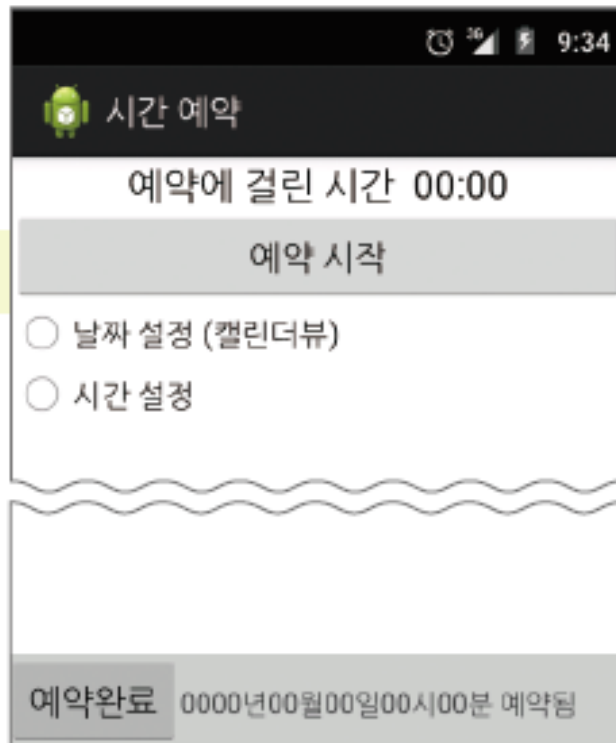 3G 9:34
시간 예약
예약에 걸린 시간 00:00
예약 시작
날짜 설정 (캘린더뷰)
시간 설정
예약완료 0000년00월00일00시00분 예약됨